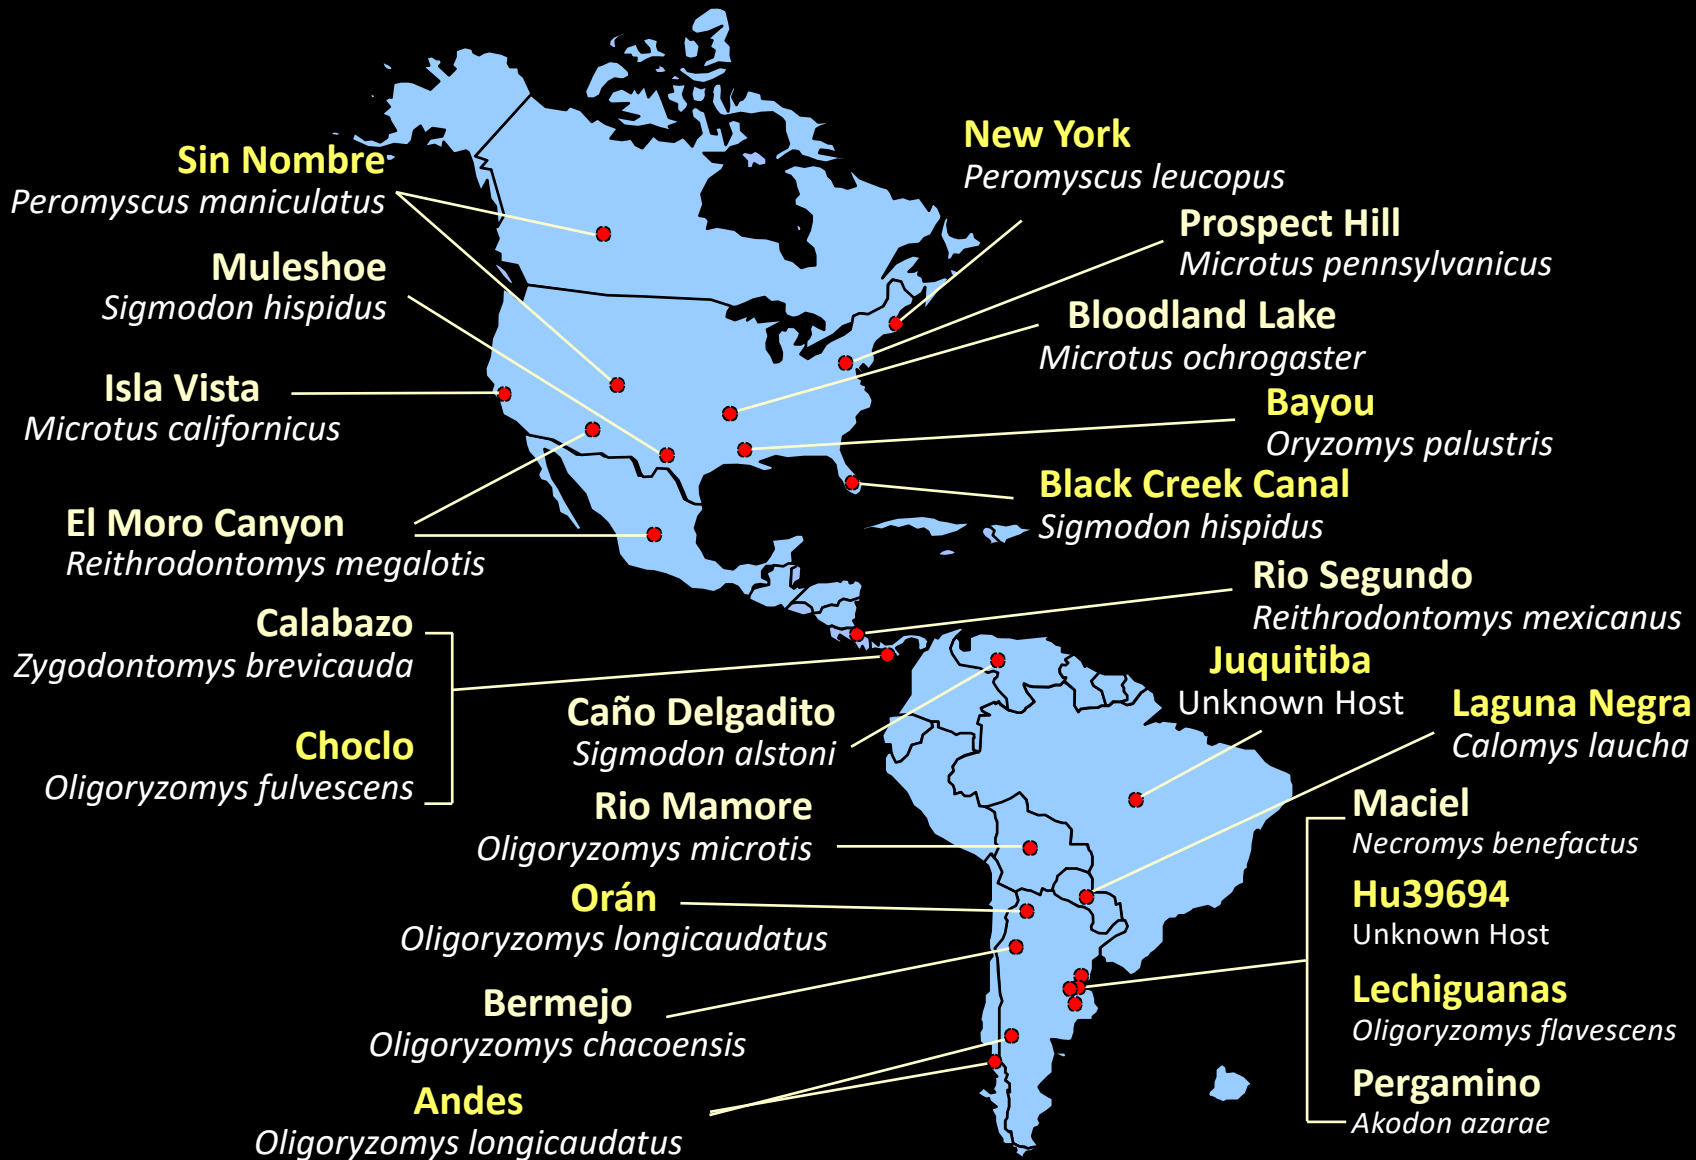 Sin Nombre
Peromyscus maniculatus
Muleshoe
Sigmodon hispidus
Isla Vista
Microtus californicus
El Moro Canyon
Reithrodontomys megalotis
Calabazo
Zygodontomys brevicauda
Choclo
Oligoryzomys fulvescens
New York
Peromyscus leucopus
Prospect Hill
Microtus pennsylvanicus
Bloodland Lake
Microtus ochrogaster
Bayou
Oryzomys palustris
Black Creek Canal
Sigmodon hispidus
Rio Segundo
Reithrodontomys mexicanus
Juquitiba
Unknown Host
Laguna Negra
Calomys laucha
Caño Delgadito
Sigmodon alstoni
Rio Mamore
Oligoryzomys microtis
Orán
Oligoryzomys longicaudatus
Bermejo
Oligoryzomys chacoensis
Andes
Oligoryzomys longicaudatus
Maciel
Necromys benefactus
Hu39694
Unknown Host
Lechiguanas
Oligoryzomys flavescens
Pergamino
Akodon azarae